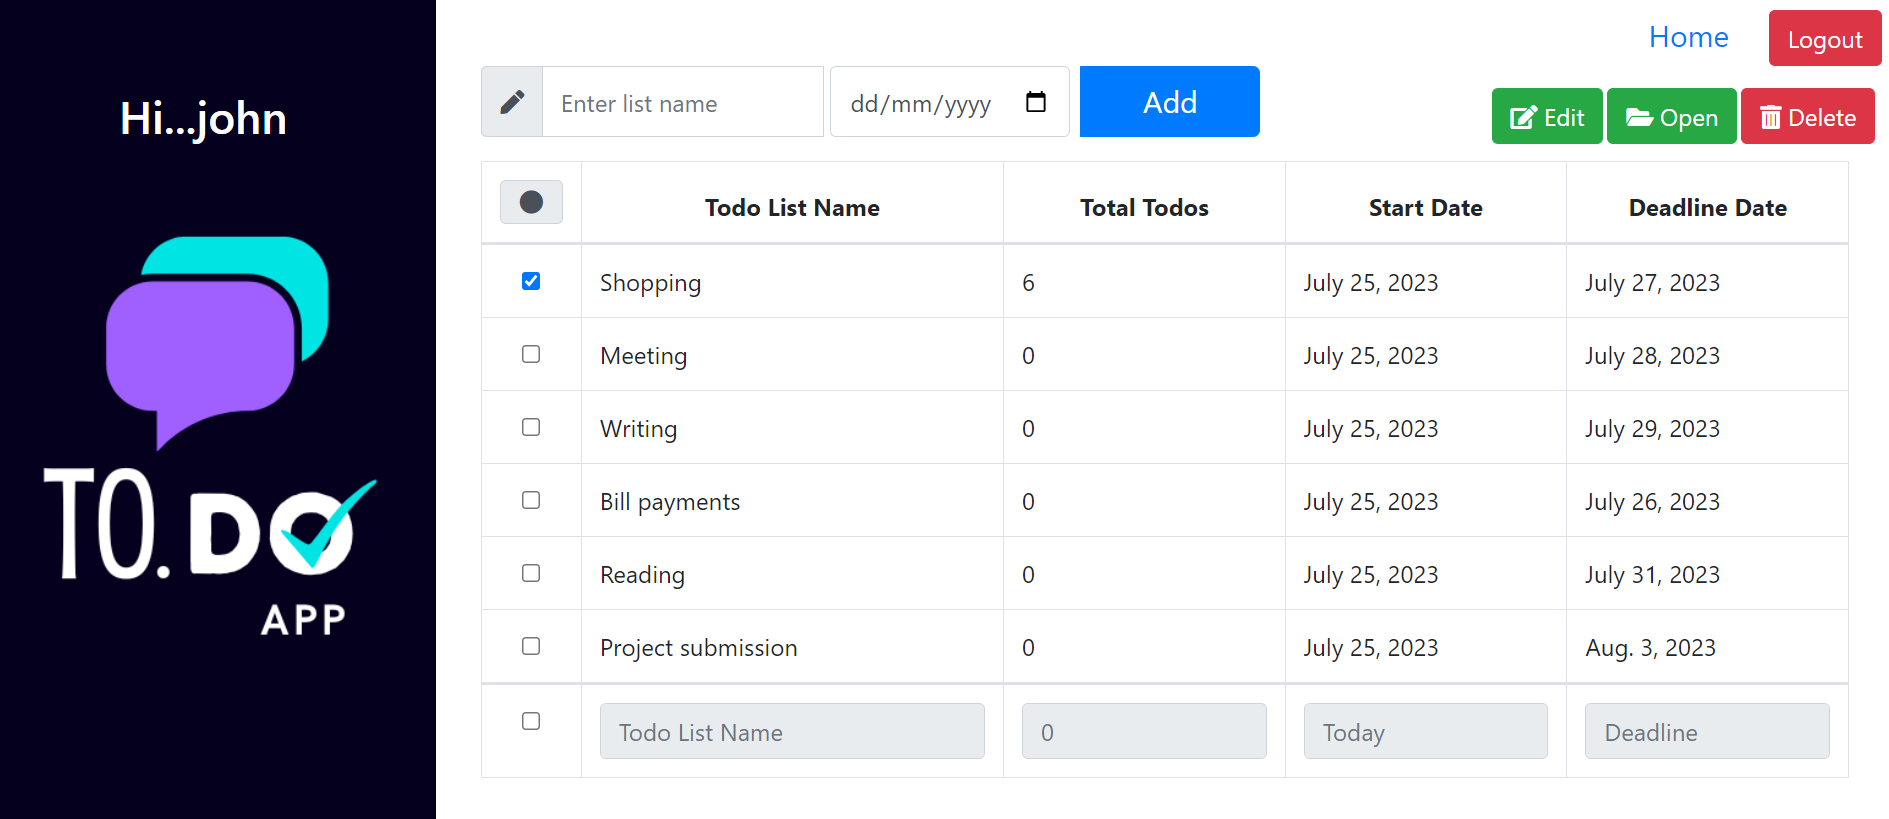 Hi...john
TO.DO
APP
Home Logout
Enter list name dd/mm/yyyy Add
Edit Open Delete
Todo List Name Total Todos Start Date Deadline Date
Shopping 6 July 25, 2023 July 27, 2023
Meeting 0 July 25, 2023 July 28, 2023
Writing 0 July 25, 2023 July 29, 2023
Bill payments 0 July 25, 2023 July 26, 2023
Reading 0 July 25, 2023 July 31, 2023
Project submission 0 July 25, 2023 Aug. 3, 2023
Todo List Name 0 Today Deadline